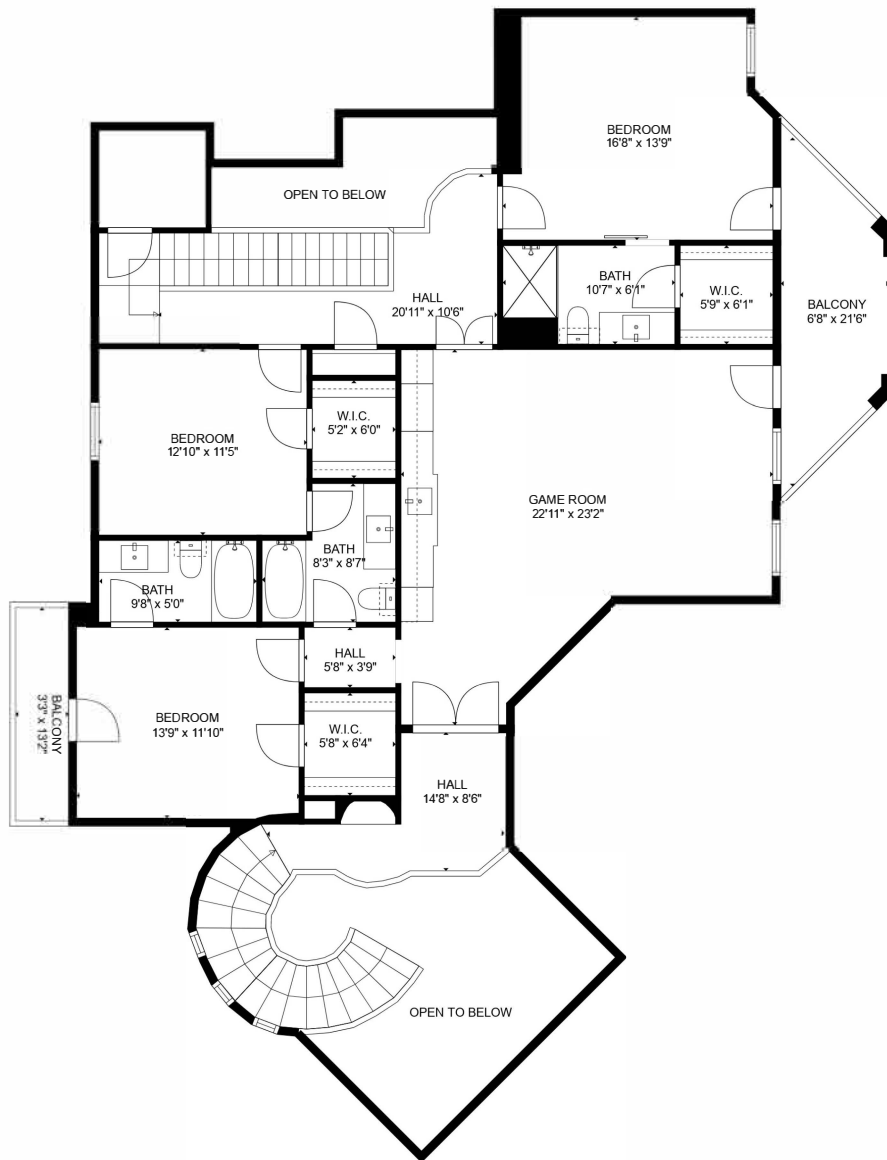 BEDROOM
16'8" x 13'9"
OPEN TO BELOW
HALL
20'11" x 10'6"
BATH
10'7" x 6'1"
W.I.C.
5'9" x 6'1"
BALCONY
6'8" x 21'6"
BEDROOM
12'10" x 11'5"
W.I.C.
5'2" x 6'0"
GAME ROOM
22'11" x 23'2"
BATH
8'3" x 8'7"
BATH
9'8" x 5'0"
HALL
5'8" x 3'9"
BALCONY
3'3" x 13'2"
BEDROOM
13'9" x 11'10"
W.I.C.
5'8" x 6'4"
HALL
14'8" x 8'6"
OPEN TO BELOW